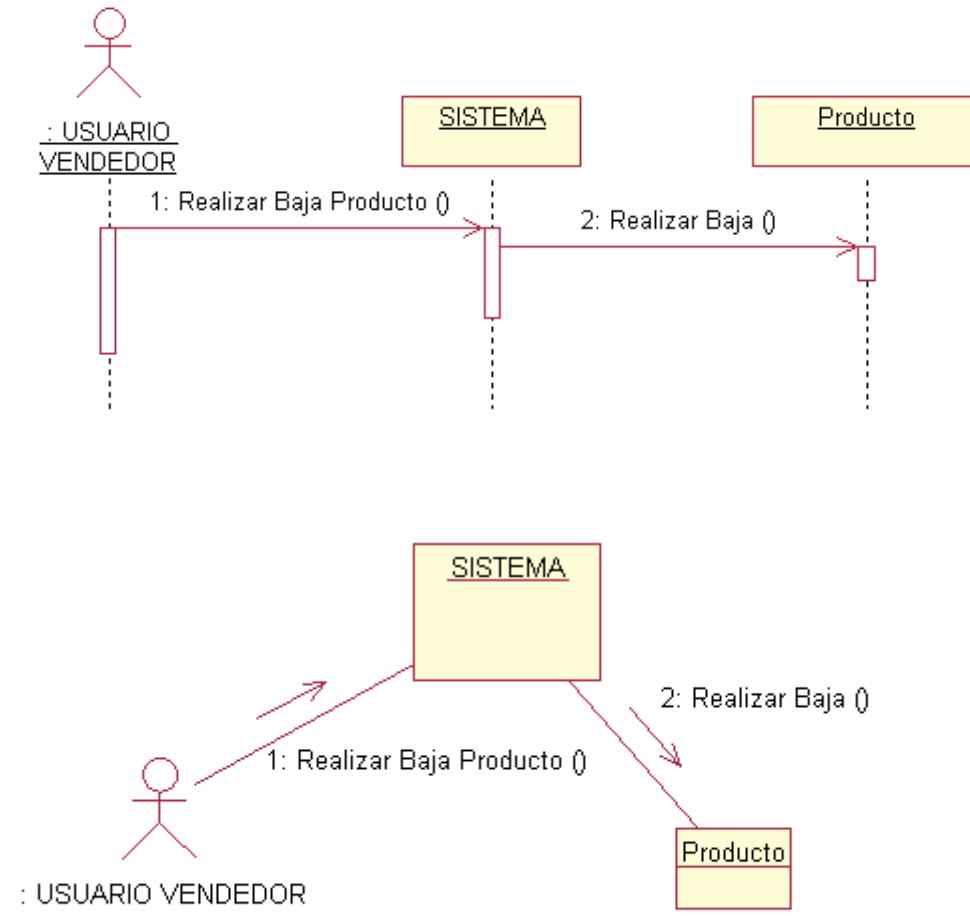 : USUARIO
VENDEDOR
SISTEMA
Producto
1: Realizar Baja Producto ()
2: Realizar Baja ()
SISTEMA
2: Realizar Baja ()
1: Realizar Baja Producto ()
Producto
: USUARIO VENDEDOR